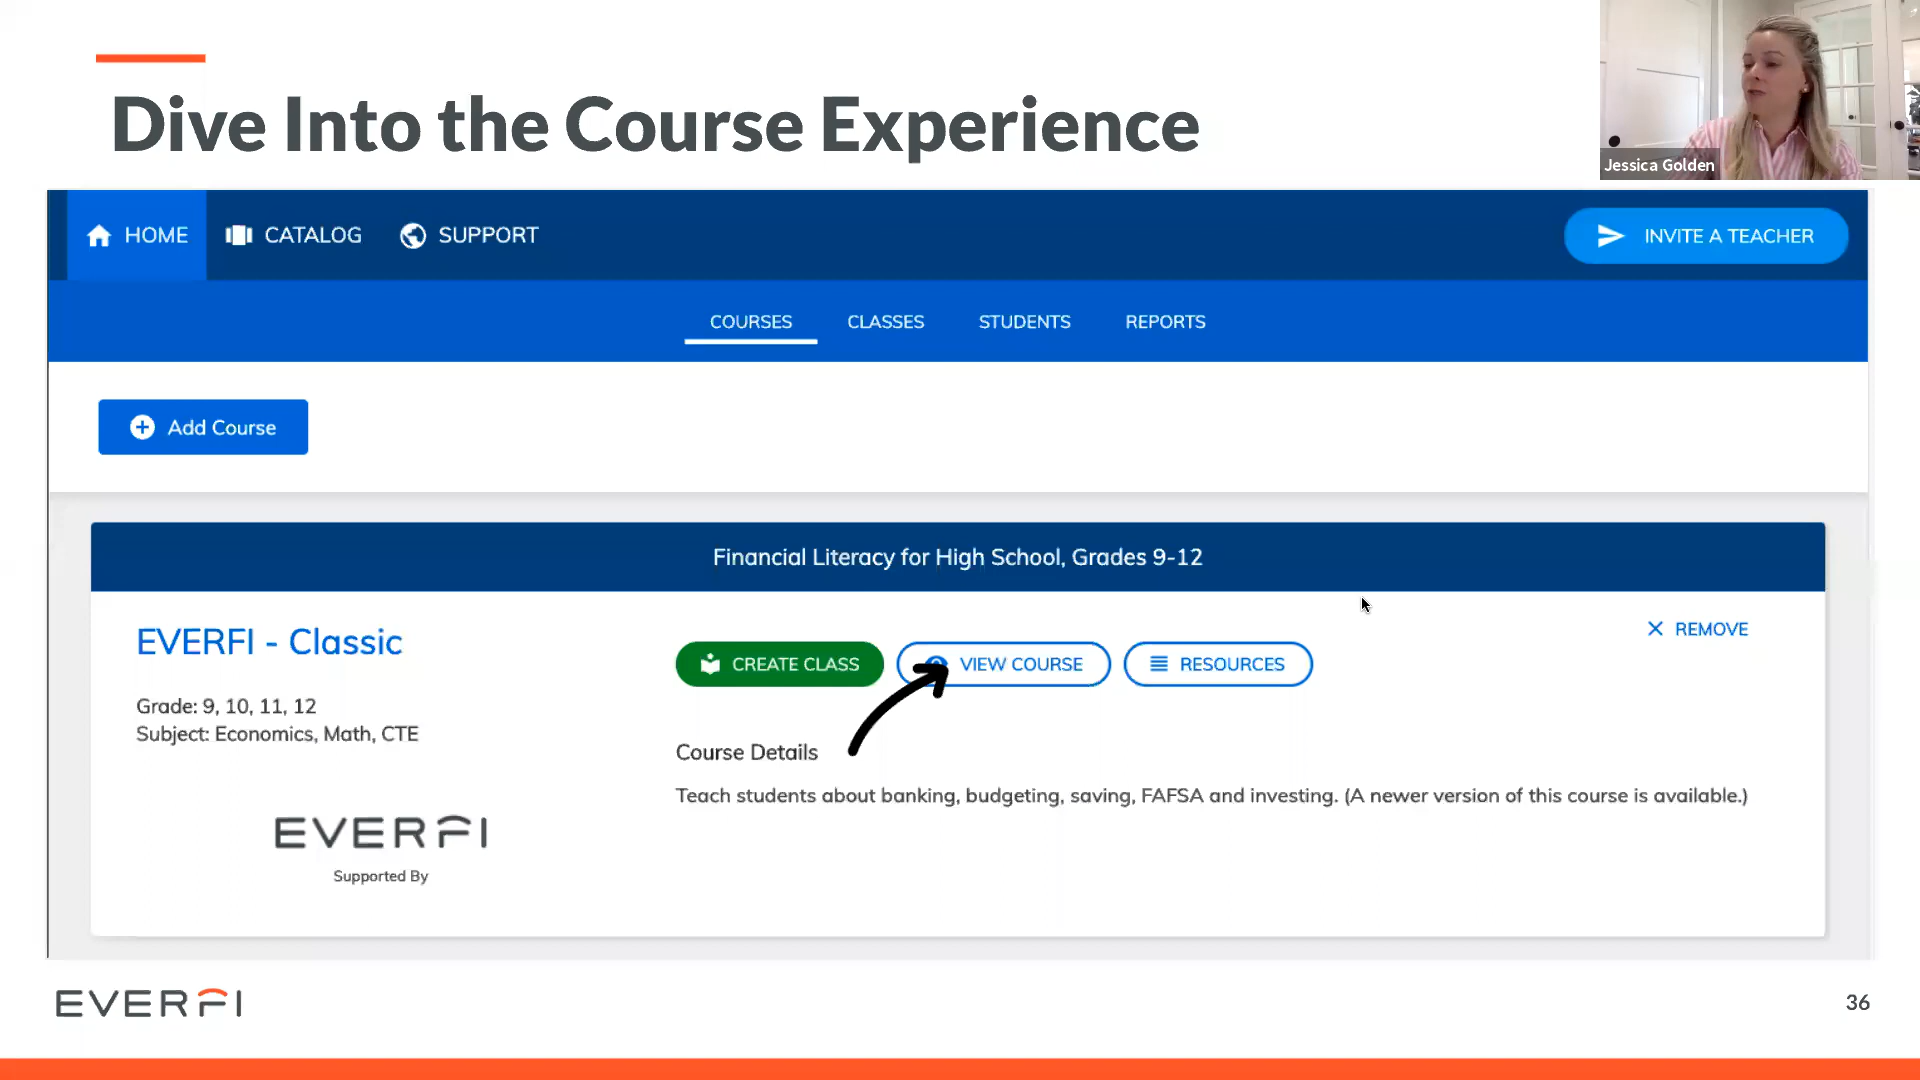 Dive Into the Course Experience
Jessica Golden
HOME
CATALOG
SUPPORT
INVITE A TEACHER
COURSES
CLASSES
STUDENTS
REPORTS
Add Course
Financial Literacy for High School, Grades 9-12
EVERFI - Classic
Grade: 9, 10, 11, 12
Subject: Economics, Math, CTE
EVERFI
Supported By
CREATE CLASS
VIEW COURSE
RESOURCES
REMOVE
Course Details
Teach students about banking, budgeting, saving, FAFSA and investing. (A newer version of this course is available.)
EVERFI
36